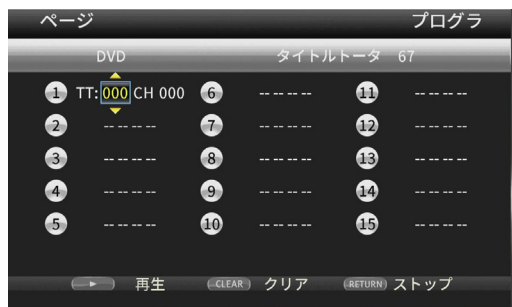 ページ プログラ
DVD タイトルトータ 67
1 TT:000 CH 000 6 -- -- -- -- 11 -- -- -- --
2 -- -- -- -- 7 -- -- -- -- 12 -- -- -- --
3 -- -- -- -- 8 -- -- -- -- 13 -- -- -- --
4 -- -- -- -- 9 -- -- -- -- 14 -- -- -- --
5 -- -- -- -- 10 -- -- -- -- 15 -- -- -- --
再生 CLEAR クリア RETURN ストップ